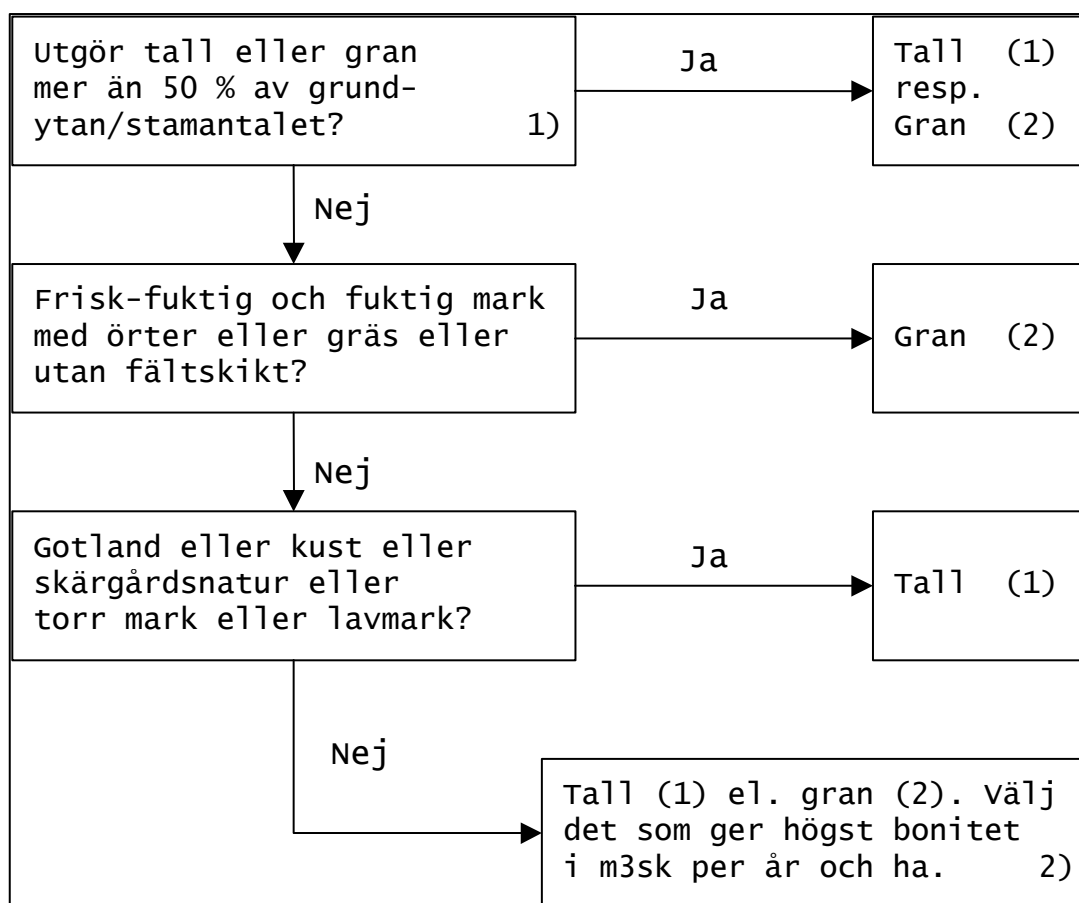 Utgör tall eller gran
mer än 50 % av grund-
ytan/stamantalet? 1)
Ja
Tall (1)
resp.
Gran (2)
Nej
Frisk-fuktig och fuktig mark
med örter eller gräs eller
utan fältskikt?
Ja
Gran (2)
Nej
Gotland eller kust eller
skärgårdsnatur eller
torr mark eller lavmark?
Ja
Tall (1)
Nej
Tall (1) el. gran (2). Välj
det som ger högst bonitet
i m3sk per år och ha. 2)